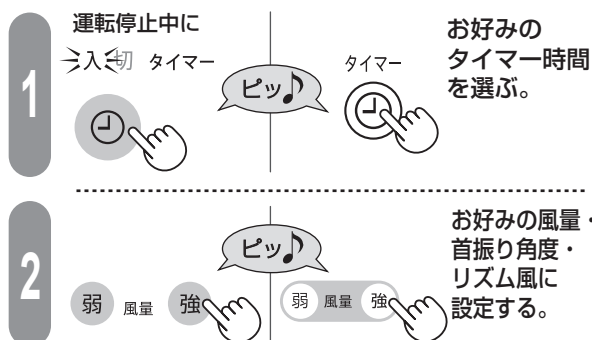 1
運転停止中に
入 切 タイマー
ピッ♪
タイマー
お好みの
タイマー時間
を選ぶ。
2
ピッ♪
弱 風量 強
弱 風量 強
お好みの風量・
首振り角度・
リズム風に
設定する。